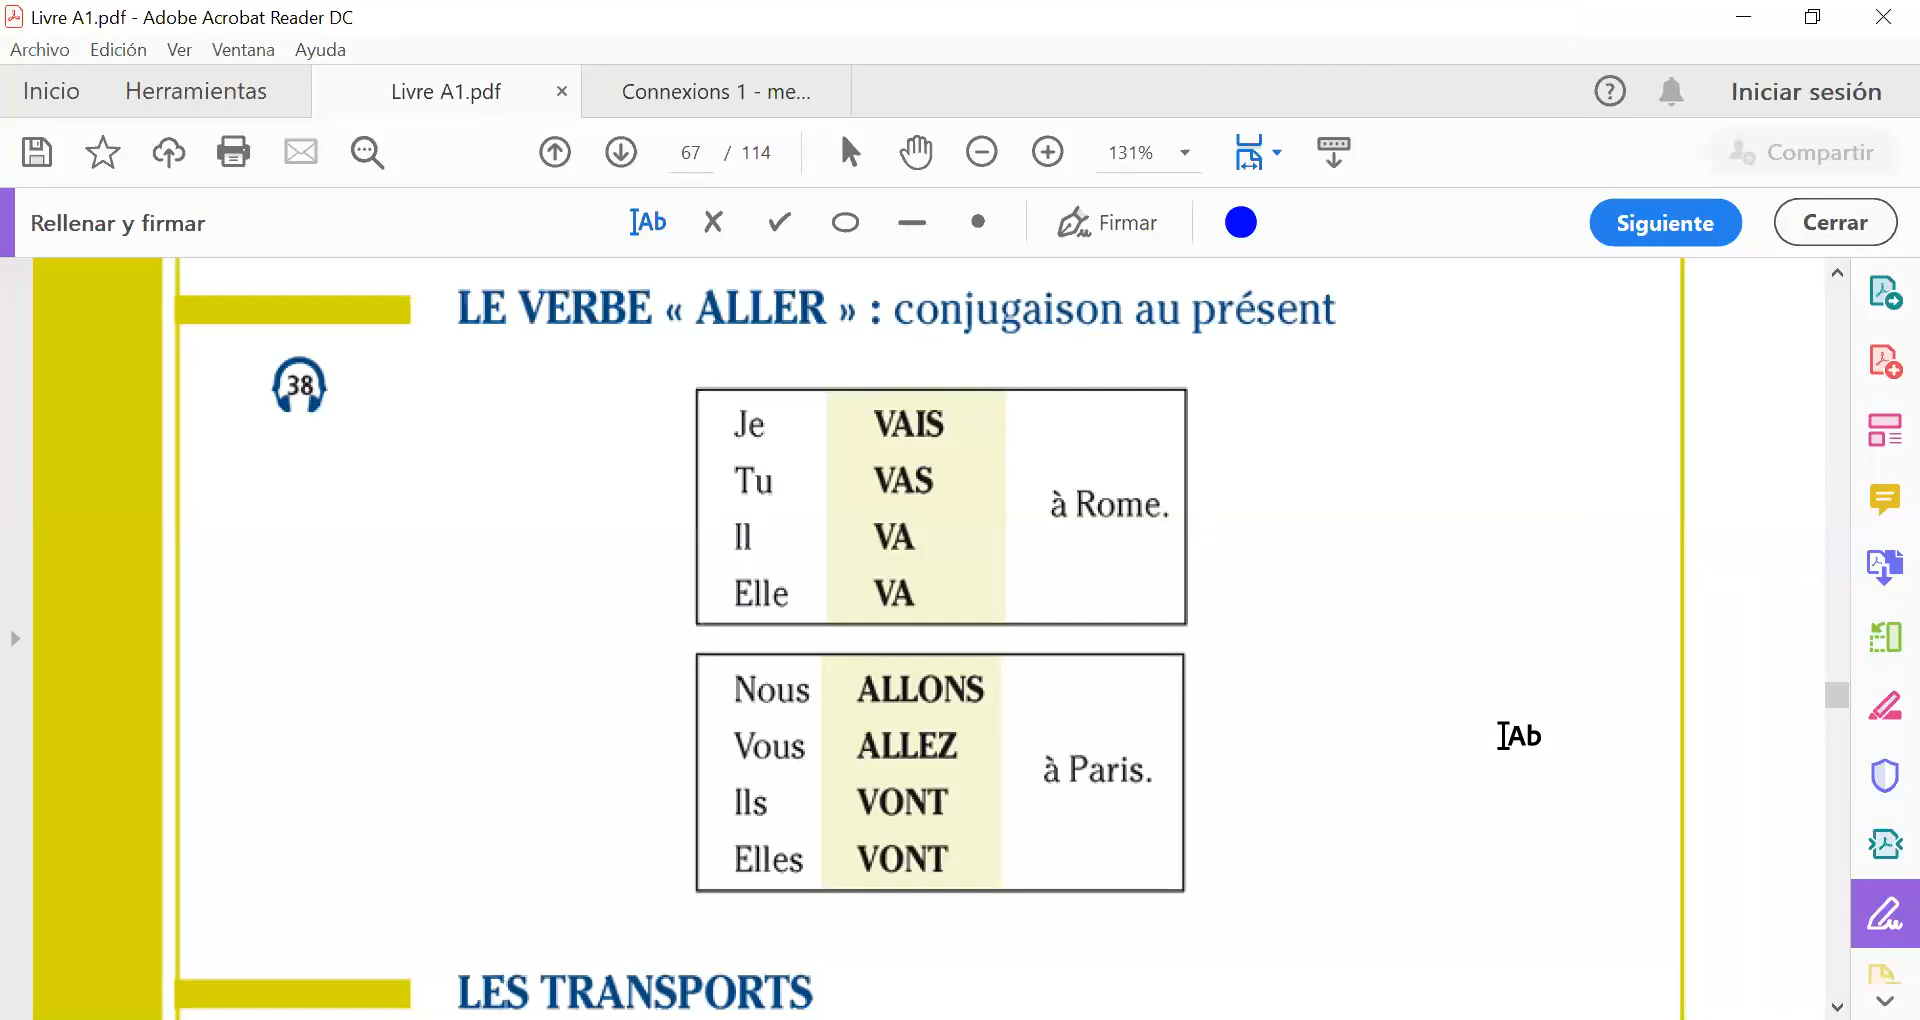 Livre A1.pdf - Adobe Acrobat Reader DC
Archivo Edición Ver Ventana Ayuda
Inicio Herramientas Livre A1.pdf × Connexions 1 - me... ? Iniciar sesión
67 / 114 131% Compartir
Rellenar y firmar Ab Firmar Siguiente Cerrar
LE VERBE « ALLER » : conjugaison au présent
38
Je VAIS
Tu VAS
à Rome.
Il VA
Elle VA
Nous ALLONS
Vous ALLEZ
à Paris.
Ils VONT
Elles VONT
Ab
LES TRANSPORTS